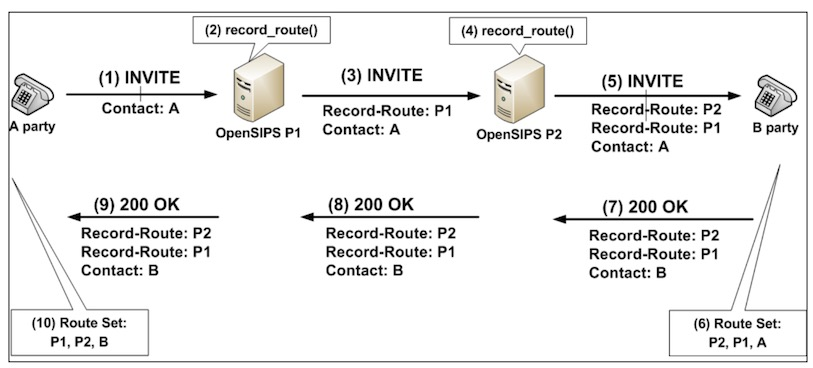 (2) record_route()
(4) record_route()
(1) INVITE
Contact: A
(3) INVITE
Record-Route: P1
Contact: A
(5) INVITE
Record-Route: P2
Record-Route: P1
Contact: A
A party
OpenSIPS P1
OpenSIPS P2
B party
(9) 200 OK
Record-Route: P2
Record-Route: P1
Contact: B
(8) 200 OK
Record-Route: P2
Record-Route: P1
Contact: B
(7) 200 OK
Record-Route: P2
Record-Route: P1
Contact: B
(10) Route Set:
P1, P2, B
(6) Route Set:
P2, P1, A